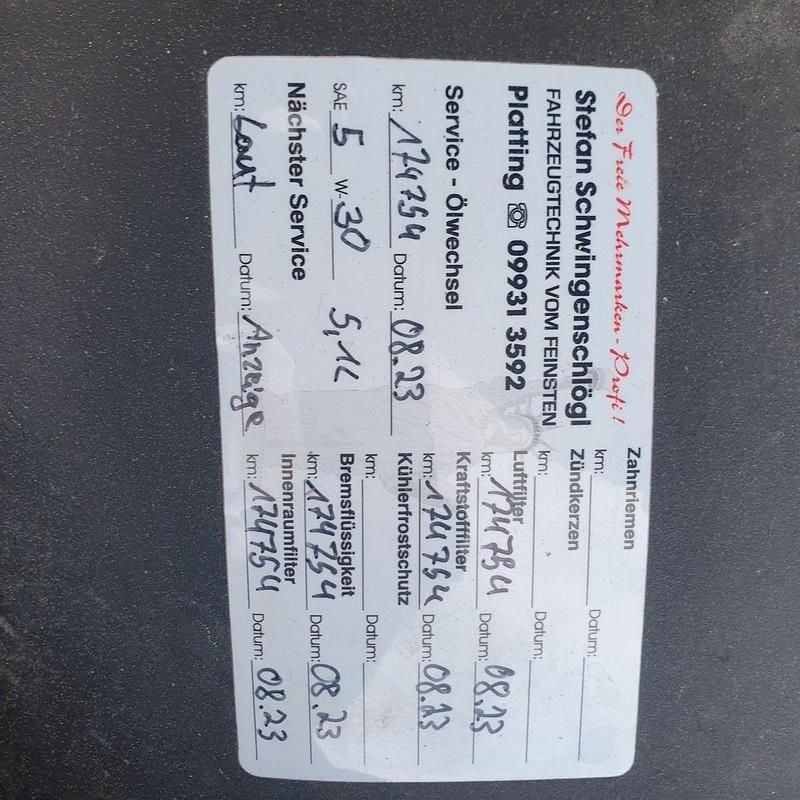 Der Freie Mehrmarken-Profi!
Stefan Schwingenschlögl
FAHRZEUGTECHNIK VOM FEINSTEN
Platting ☏ 09931 3592
Service - Ölwechsel
km: 174754 Datum: 08.23
SAE 5 W- 30 5,1L
Nächster Service
km: Laut Datum: Anzeige
Zahnriemen
km: Datum:
Zündkerzen
km: Datum:
Luftfilter
km: 174754 Datum: 08.23
Kraftstofffilter
km: 174754 Datum: 08.23
Kühlerfrostschutz
km: Datum:
Bremsflüssigkeit
km: 174754 Datum: 08.23
Innenraumfilter
km: 174754 Datum: 08.23